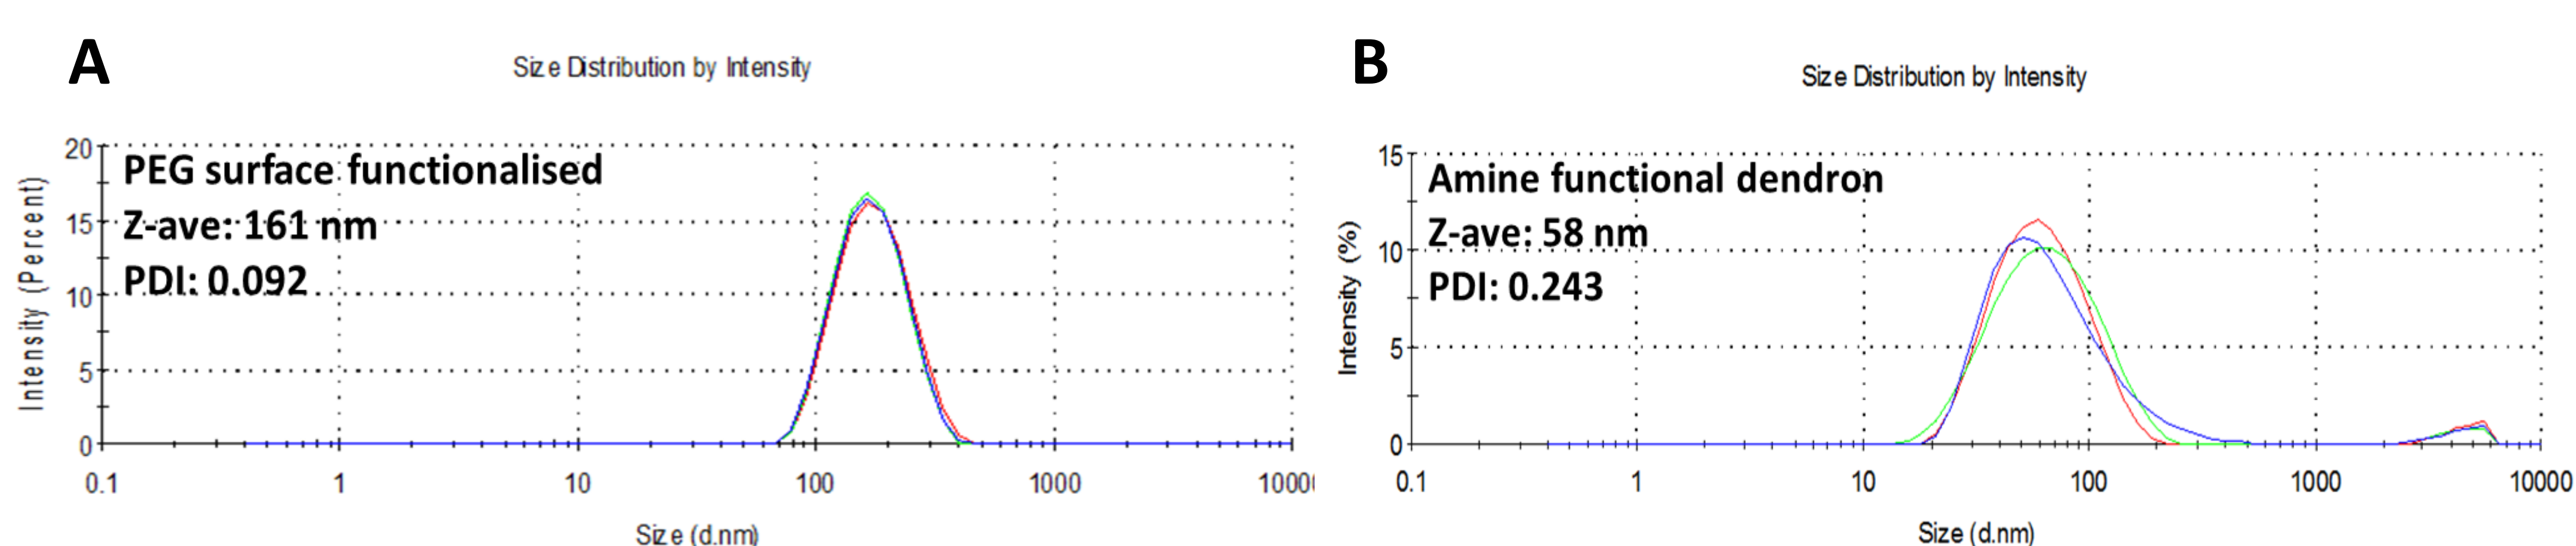 A
Size Distribution by Intensity
Intensity (Percent)
20
15
10
5
0
PEG surface functionalised
Z-ave: 161 nm
PDI: 0.092
0.1 1 10 100 1000 1000
Size (d.nm)
B
Size Distribution by Intensity
Intensity (%)
15
10
5
0
Amine functional dendron
Z-ave: 58 nm
PDI: 0.243
0.1 1 10 100 1000 10000
Size (d.nm)